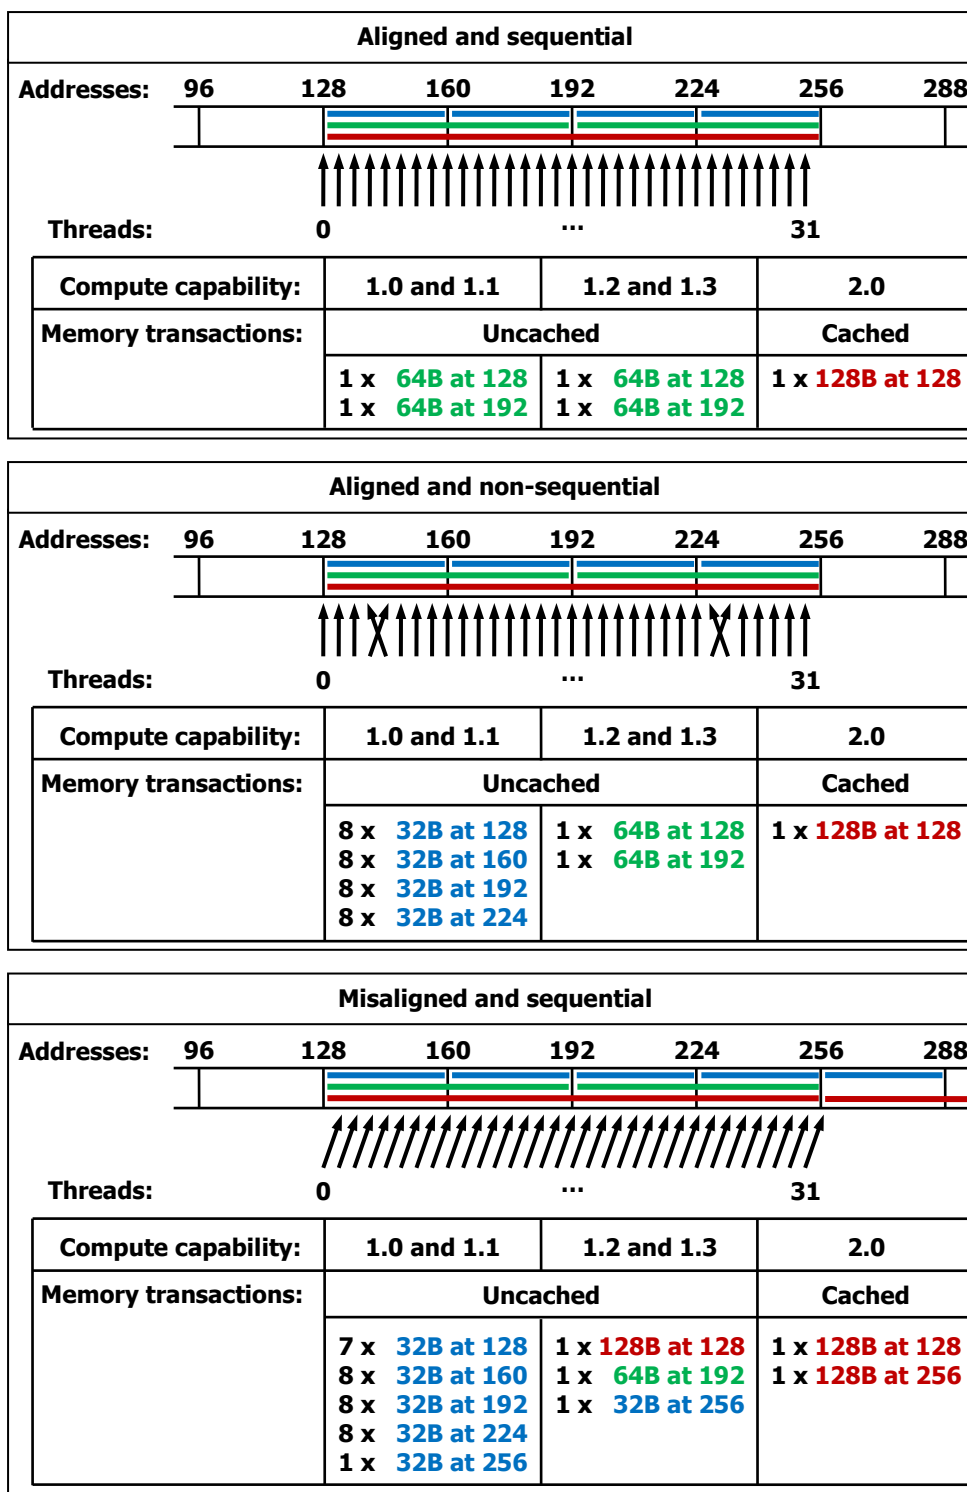 Aligned and sequential
Addresses: 96 128 160 192 224 256 288
Threads: 0 ... 31
Compute capability: 1.0 and 1.1 1.2 and 1.3 2.0
Memory transactions: Uncached Cached
1 x 64B at 128 1 x 64B at 128 1 x 128B at 128
1 x 64B at 192 1 x 64B at 192
Aligned and non-sequential
Addresses: 96 128 160 192 224 256 288
Threads: 0 ... 31
Compute capability: 1.0 and 1.1 1.2 and 1.3 2.0
Memory transactions: Uncached Cached
8 x 32B at 128 1 x 64B at 128 1 x 128B at 128
8 x 32B at 160 1 x 64B at 192
8 x 32B at 192
8 x 32B at 224
Misaligned and sequential
Addresses: 96 128 160 192 224 256 288
Threads: 0 ... 31
Compute capability: 1.0 and 1.1 1.2 and 1.3 2.0
Memory transactions: Uncached Cached
7 x 32B at 128 1 x 128B at 128 1 x 128B at 128
8 x 32B at 160 1 x 64B at 192 1 x 128B at 256
8 x 32B at 192 1 x 32B at 256
8 x 32B at 224
1 x 32B at 256